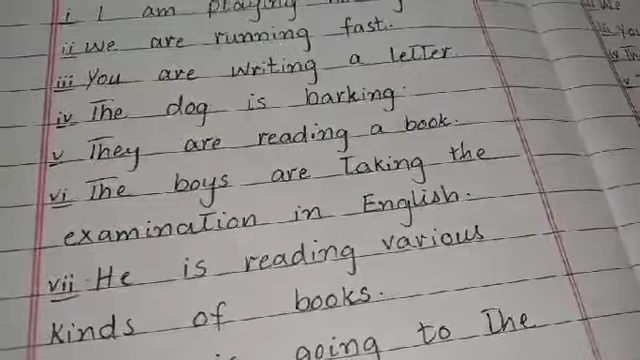 i I am playing
ii We are running fast.
iii You are writing a letter.
iv The dog is barking.
v They are reading a book.
vi The boys are Taking the
examination in English.
vii He is reading various
kinds of books.
going to The